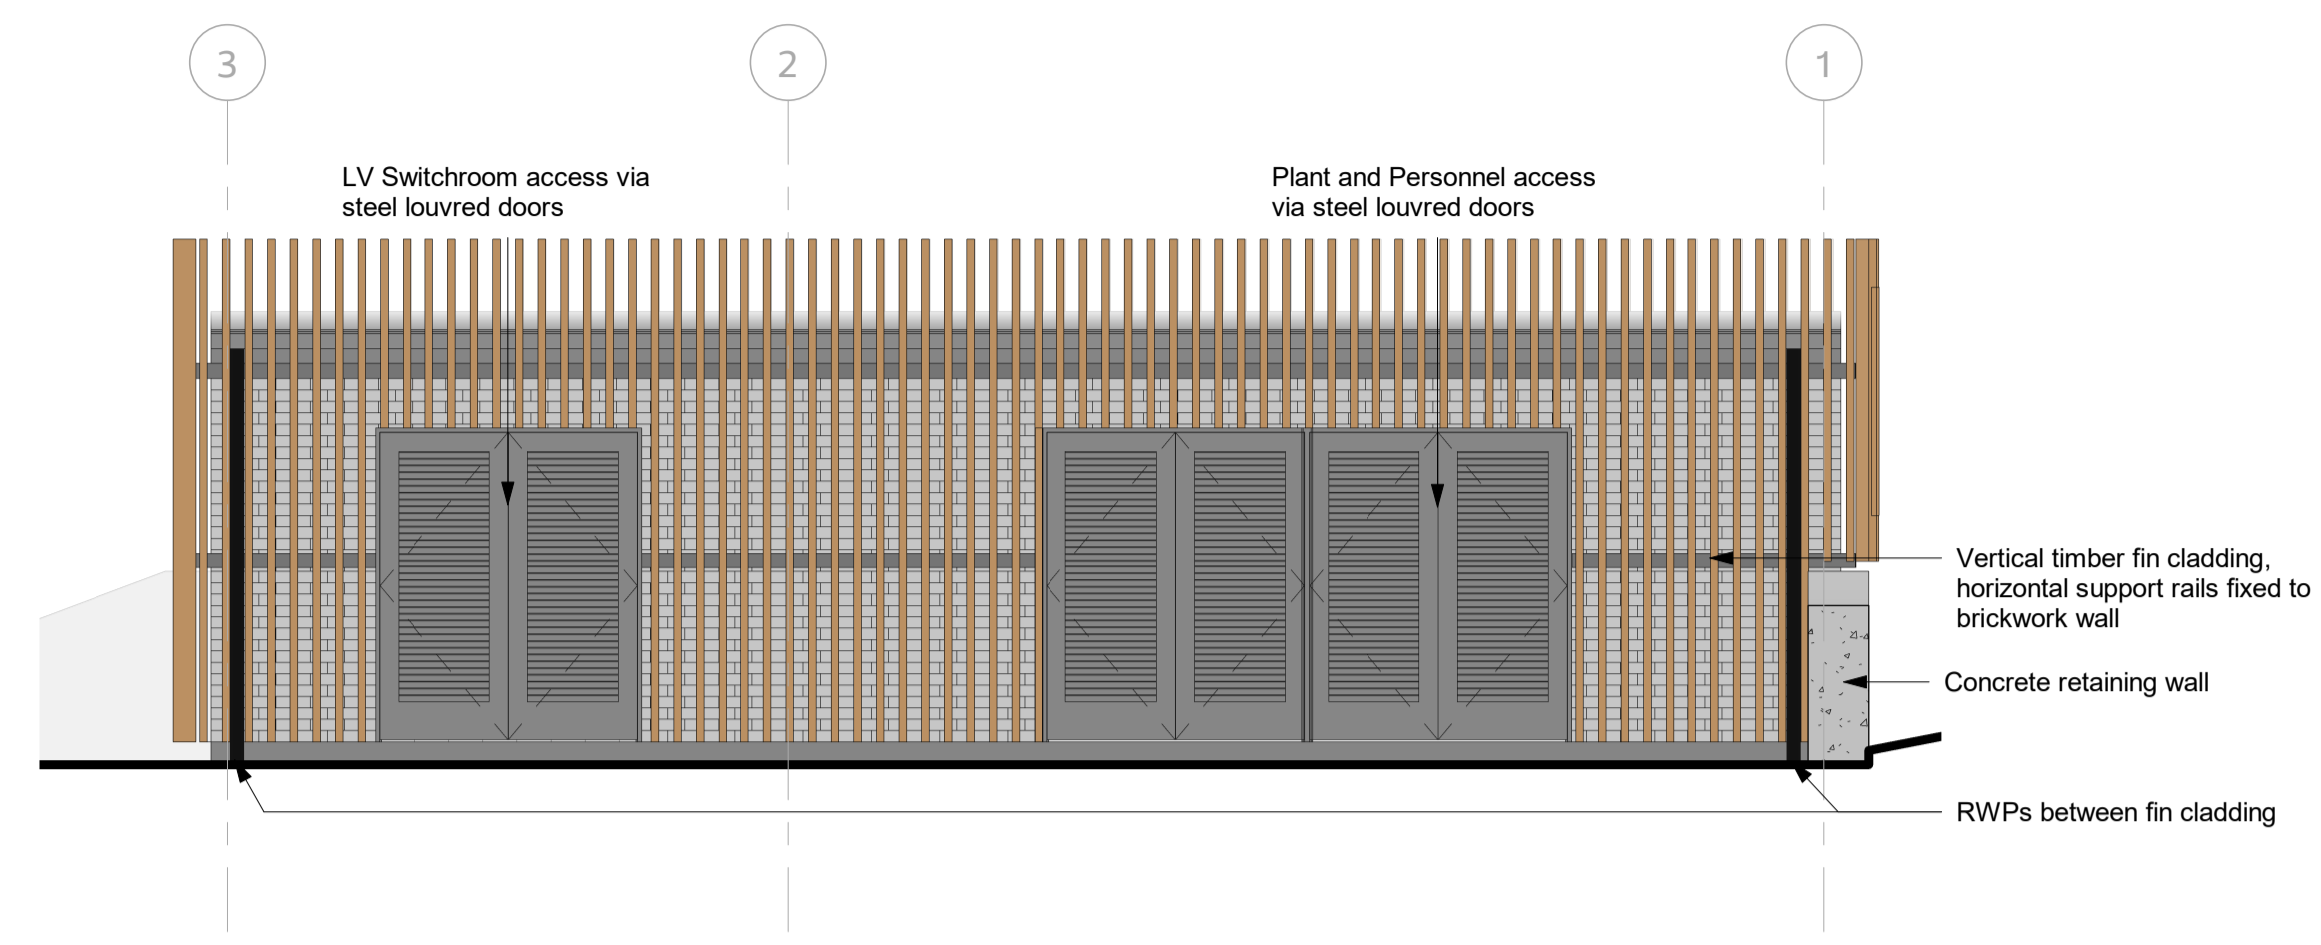 3
2
1
LV Switchroom access via
steel louvred doors
Plant and Personnel access
via steel louvred doors
Vertical timber fin cladding,
horizontal support rails fixed to
brickwork wall
Concrete retaining wall
RWPs between fin cladding